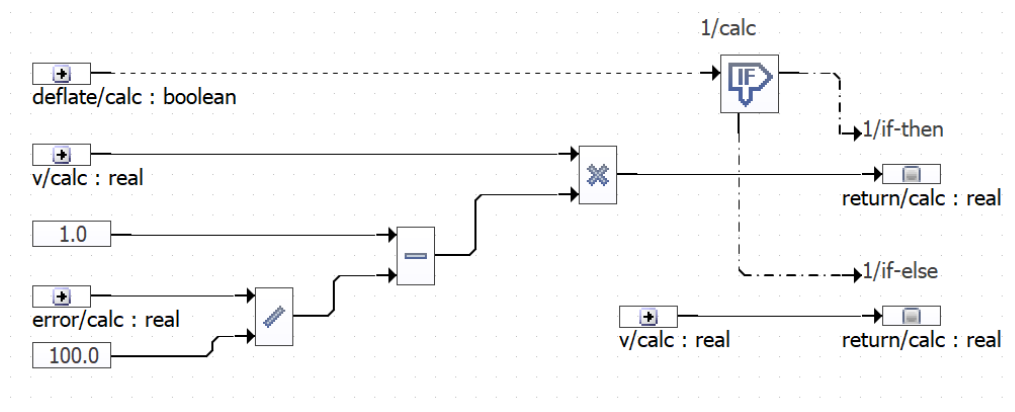 1/calc
IF
deflate/calc : boolean
1/if-then
v/calc : real
return/calc : real
1.0
1/if-else
error/calc : real
v/calc : real
return/calc : real
100.0